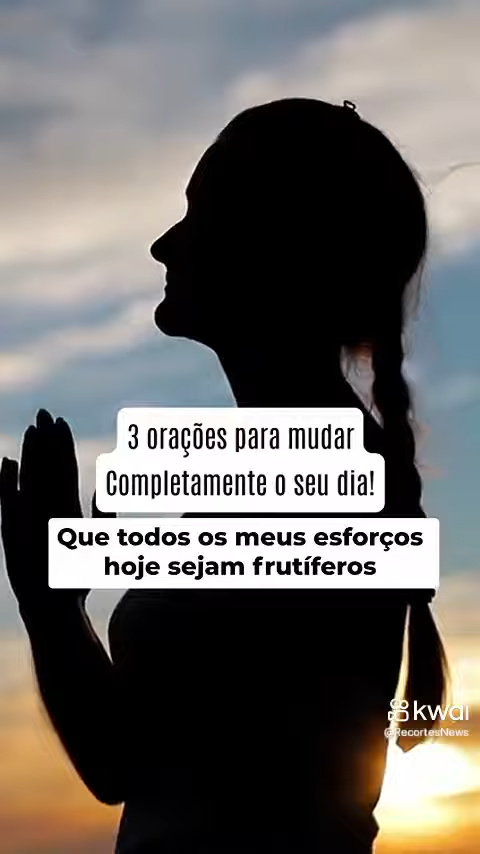 3 orações para mudar
Completamente o seu dia!
Que todos os meus esforços
hoje sejam frutíferos
kwai
@RecortesNews